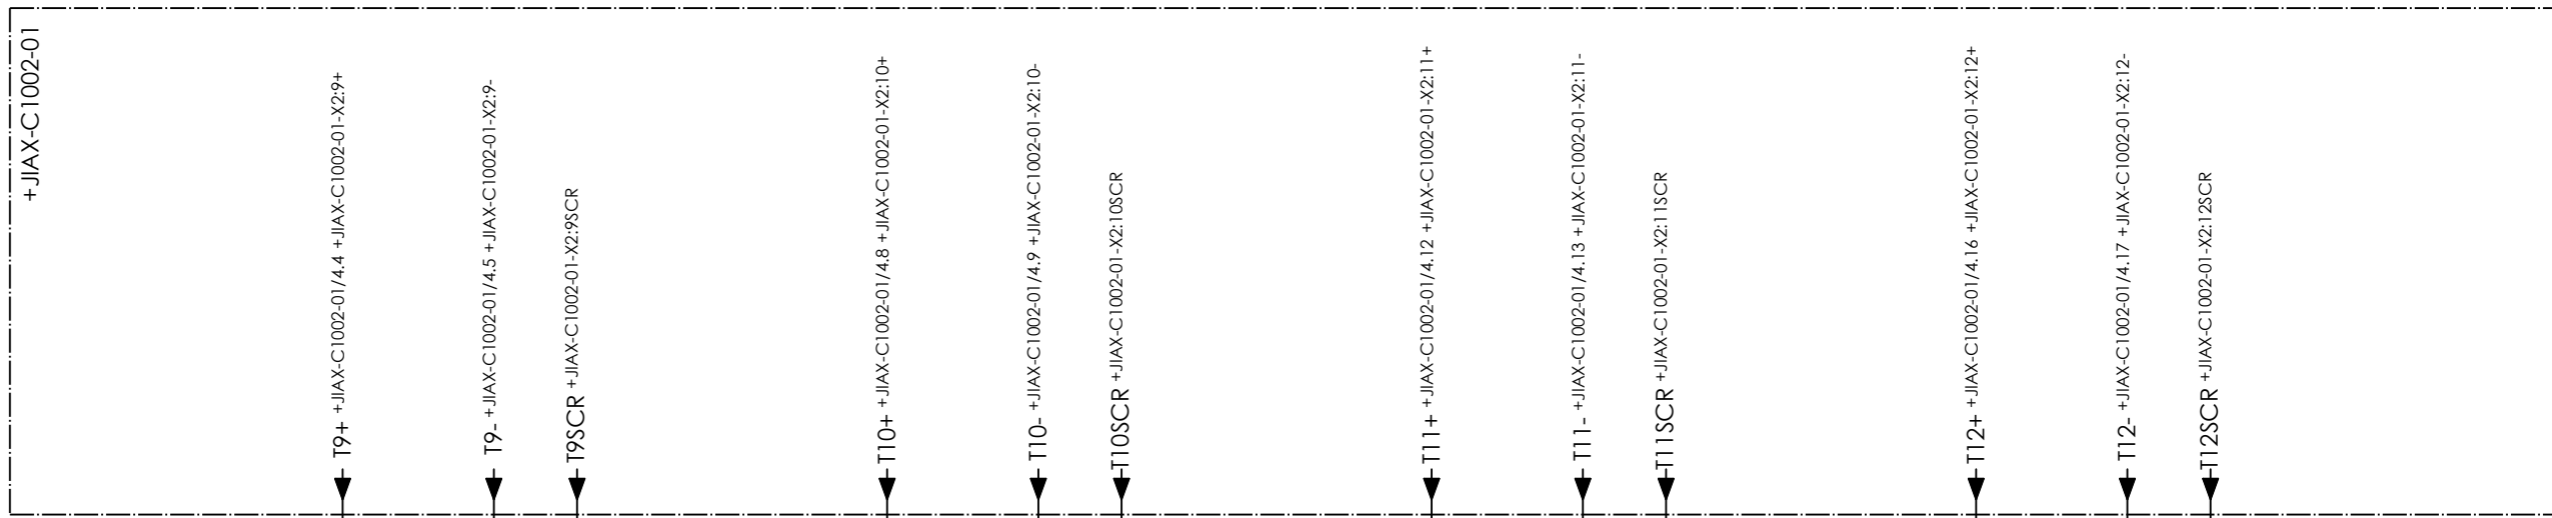 +JIAX-C1002-01
T9+ +JIAX-C1002-01/4.4 +JIAX-C1002-01-X2:9+
T9- +JIAX-C1002-01/4.5 +JIAX-C1002-01-X2:9-
T9SCR +JIAX-C1002-01-X2:9SCR
T10+ +JIAX-C1002-01/4.8 +JIAX-C1002-01-X2:10+
T10- +JIAX-C1002-01/4.9 +JIAX-C1002-01-X2:10-
T10SCR +JIAX-C1002-01-X2:10SCR
T11+ +JIAX-C1002-01/4.12 +JIAX-C1002-01-X2:11+
T11- +JIAX-C1002-01/4.13 +JIAX-C1002-01-X2:11-
T11SCR +JIAX-C1002-01-X2:11SCR
T12+ +JIAX-C1002-01/4.16 +JIAX-C1002-01-X2:12+
T12- +JIAX-C1002-01/4.17 +JIAX-C1002-01-X2:12-
T12SCR +JIAX-C1002-01-X2:12SCR